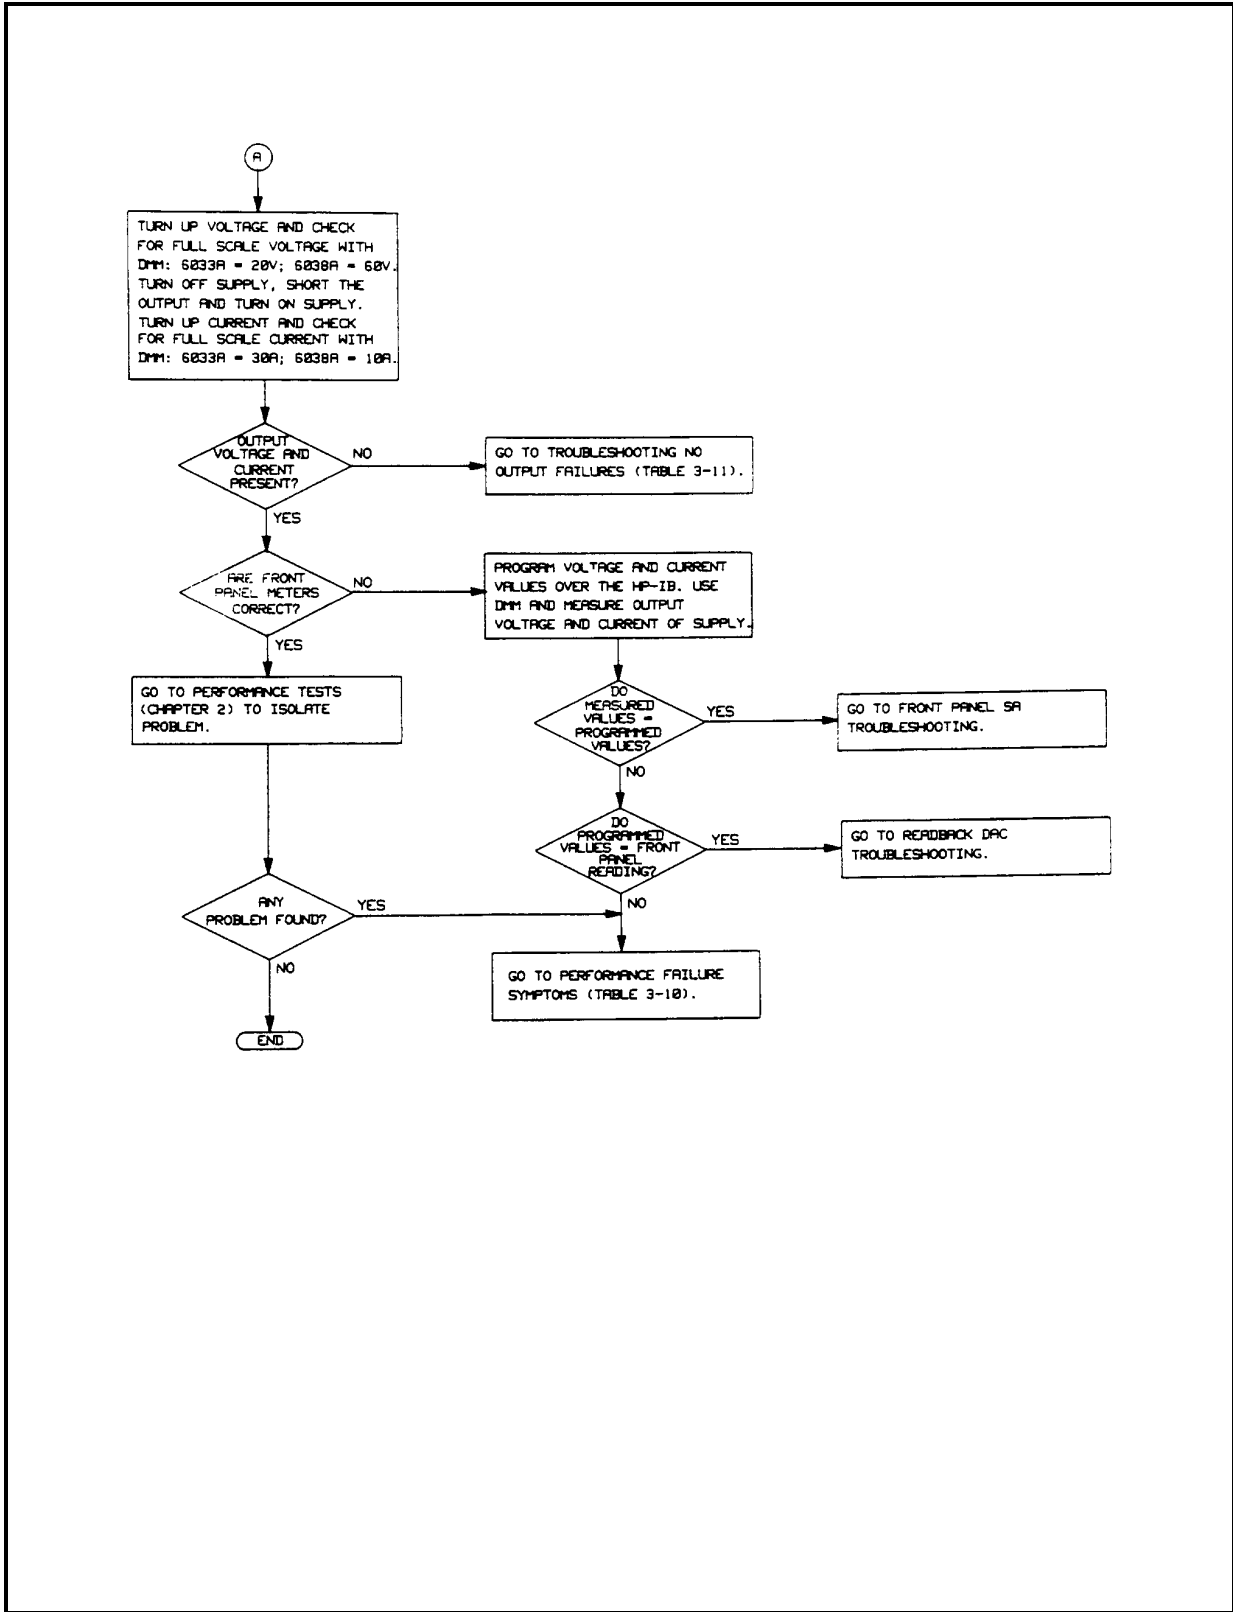 A
TURN UP VOLTAGE AND CHECK
FOR FULL SCALE VOLTAGE WITH
DMM: 6033A = 20V; 6038A = 60V.
TURN OFF SUPPLY, SHORT THE
OUTPUT AND TURN ON SUPPLY.
TURN UP CURRENT AND CHECK
FOR FULL SCALE CURRENT WITH
DMM: 6033A = 30A; 6038A = 10A.
OUTPUT
VOLTAGE AND
CURRENT
PRESENT?
NO
GO TO TROUBLESHOOTING NO
OUTPUT FAILURES (TABLE 3-11).
YES
ARE FRONT
PANEL METERS
CORRECT?
NO
PROGRAM VOLTAGE AND CURRENT
VALUES OVER THE HP-IB. USE
DMM AND MEASURE OUTPUT
VOLTAGE AND CURRENT OF SUPPLY.
YES
GO TO PERFORMANCE TESTS
(CHAPTER 2) TO ISOLATE
PROBLEM.
DO
MEASURED
VALUES =
PROGRAMMED
VALUES?
YES
GO TO FRONT PANEL SA
TROUBLESHOOTING.
NO
DO
PROGRAMMED
VALUES = FRONT
PANEL
READING?
YES
GO TO READBACK DAC
TROUBLESHOOTING.
NO
ANY
PROBLEM FOUND?
YES
NO
GO TO PERFORMANCE FAILURE
SYMPTOMS (TABLE 3-10).
END